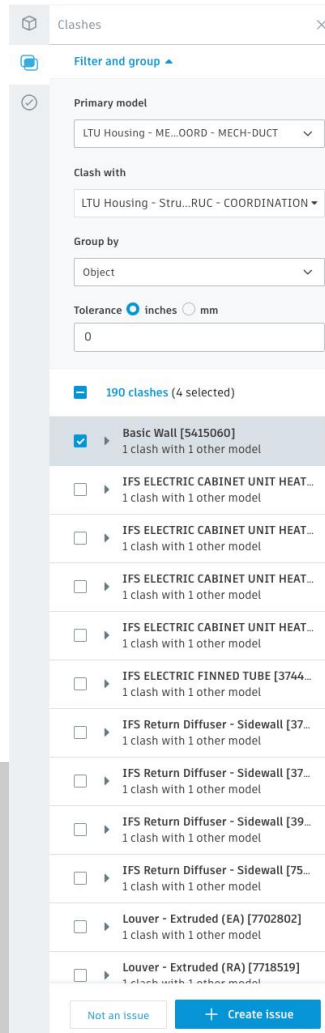 Clashes
Filter and group
Primary model
LTU Housing - ME...OORD - MECH-DUCT
Clash with
LTU Housing - Stru...RUC - COORDINATION
Group by
Object
Tolerance inches mm
0
190 clashes (4 selected)
Basic Wall [5415060]
1 clash with 1 other model
IFS ELECTRIC CABINET UNIT HEAT...
1 clash with 1 other model
IFS ELECTRIC CABINET UNIT HEAT...
1 clash with 1 other model
IFS ELECTRIC CABINET UNIT HEAT...
1 clash with 1 other model
IFS ELECTRIC CABINET UNIT HEAT...
1 clash with 1 other model
IFS ELECTRIC FINNED TUBE [3744...
1 clash with 1 other model
IFS Return Diffuser - Sidewall [37...
1 clash with 1 other model
IFS Return Diffuser - Sidewall [37...
1 clash with 1 other model
IFS Return Diffuser - Sidewall [39...
1 clash with 1 other model
IFS Return Diffuser - Sidewall [75...
1 clash with 1 other model
Louver - Extruded (EA) [7702802]
1 clash with 1 other model
Louver - Extruded (RA) [7718519]
1 clash with 1 other model
Not an issue
+ Create issue